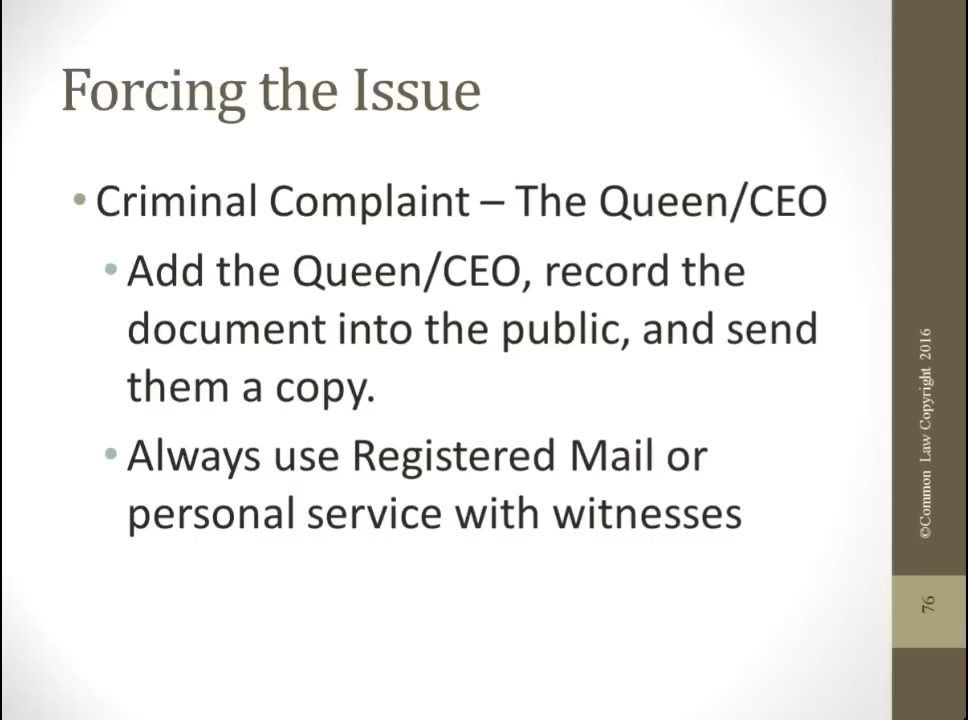 Forcing the Issue
• Criminal Complaint – The Queen/CEO
• Add the Queen/CEO, record the
document into the public, and send
them a copy.
• Always use Registered Mail or
personal service with witnesses
©Common Law Copyright 2016
76